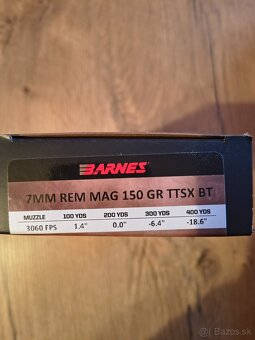 BARNES
7MM REM MAG 150 GR TTSX BT
MUZZLE 100 YDS 200 YDS 300 YDS 400 YDS
3060 FPS 1.4" 0.0" -6.4" -18.6"
© Bazos.sk